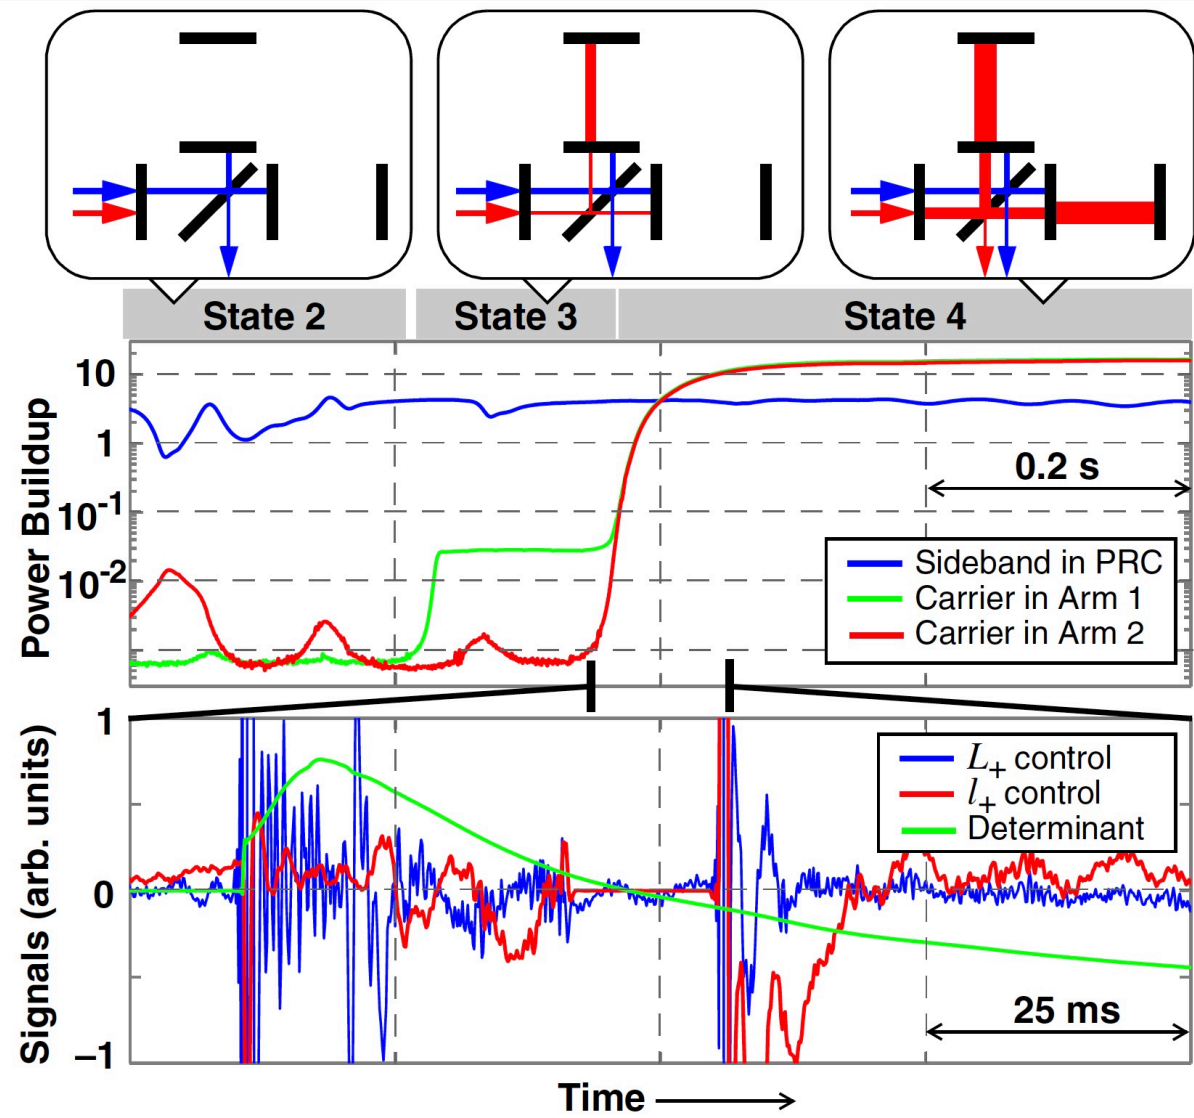 State 2
State 3
State 4
Power Buildup
10
1
10-1
10-2
0.2 s
Sideband in PRC
Carrier in Arm 1
Carrier in Arm 2
Signals (arb. units)
1
0
−1
L+ control
l+ control
Determinant
25 ms
Time